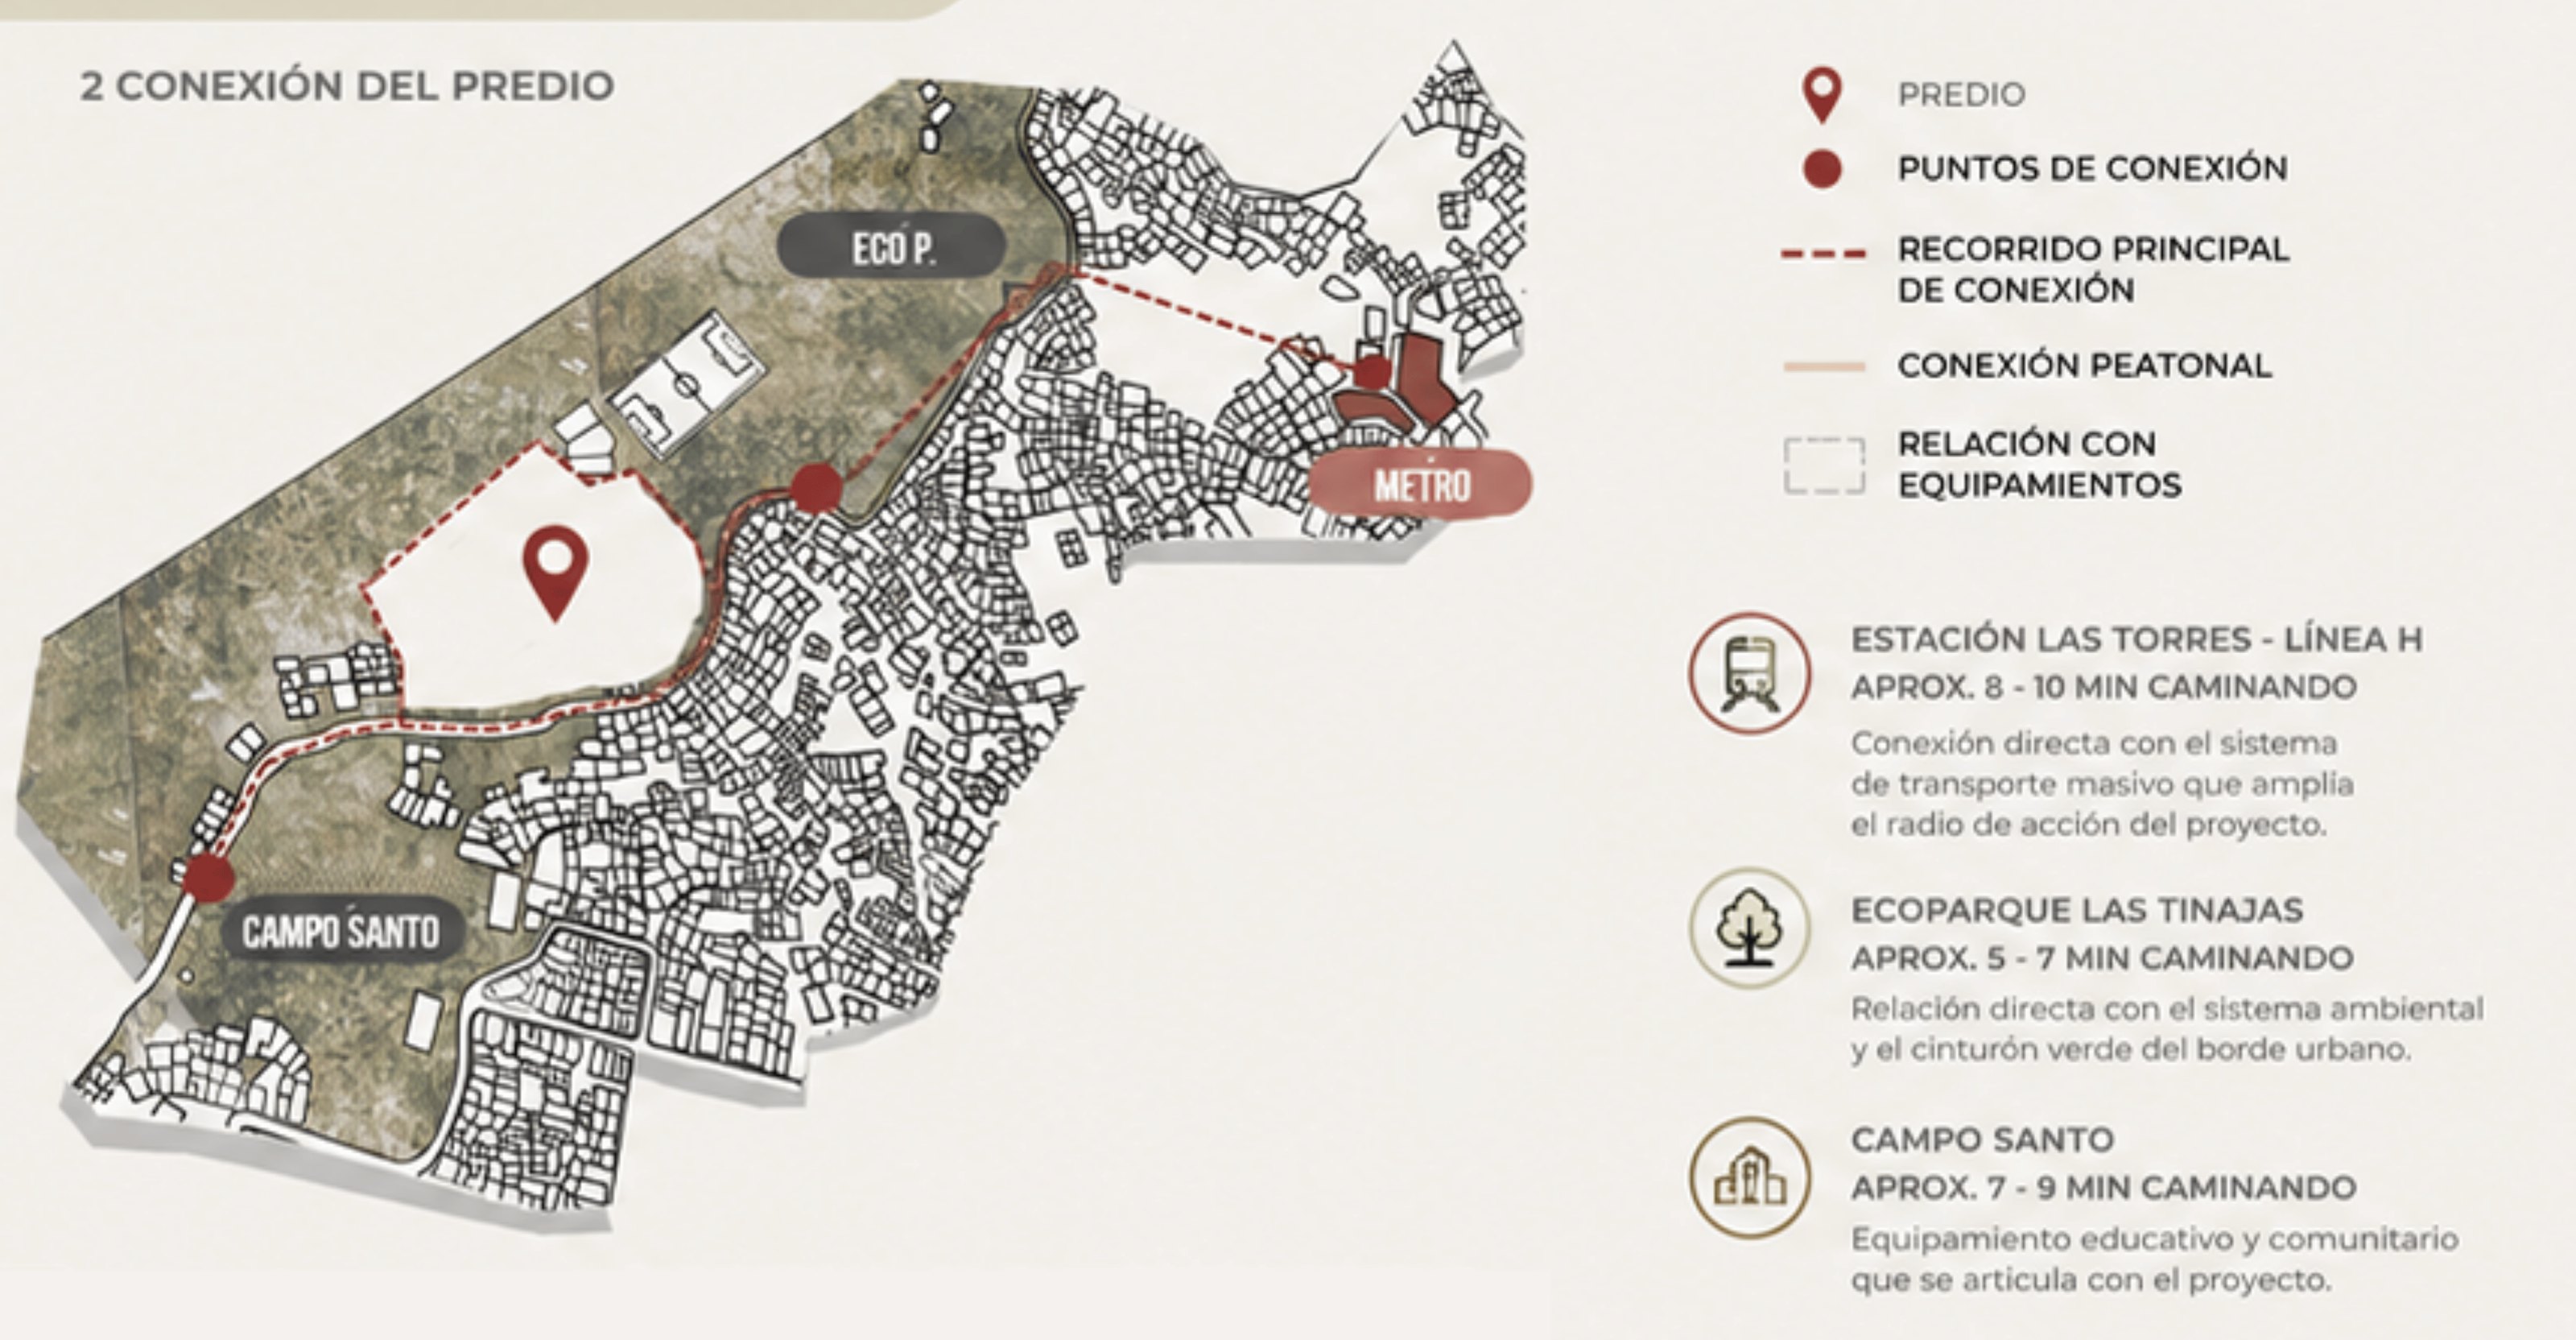 2 CONEXIÓN DEL PREDIO
ECO P.
METRO
CAMPO SANTO
PREDIO
PUNTOS DE CONEXIÓN
RECORRIDO PRINCIPAL
DE CONEXIÓN
CONEXIÓN PEATONAL
RELACIÓN CON
EQUIPAMIENTOS
ESTACIÓN LAS TORRES - LÍNEA H
APROX. 8 - 10 MIN CAMINANDO
Conexión directa con el sistema
de transporte masivo que amplía
el radio de acción del proyecto.
ECOPARQUE LAS TINAJAS
APROX. 5 - 7 MIN CAMINANDO
Relación directa con el sistema ambiental
y el cinturón verde del borde urbano.
CAMPO SANTO
APROX. 7 - 9 MIN CAMINANDO
Equipamiento educativo y comunitario
que se articula con el proyecto.